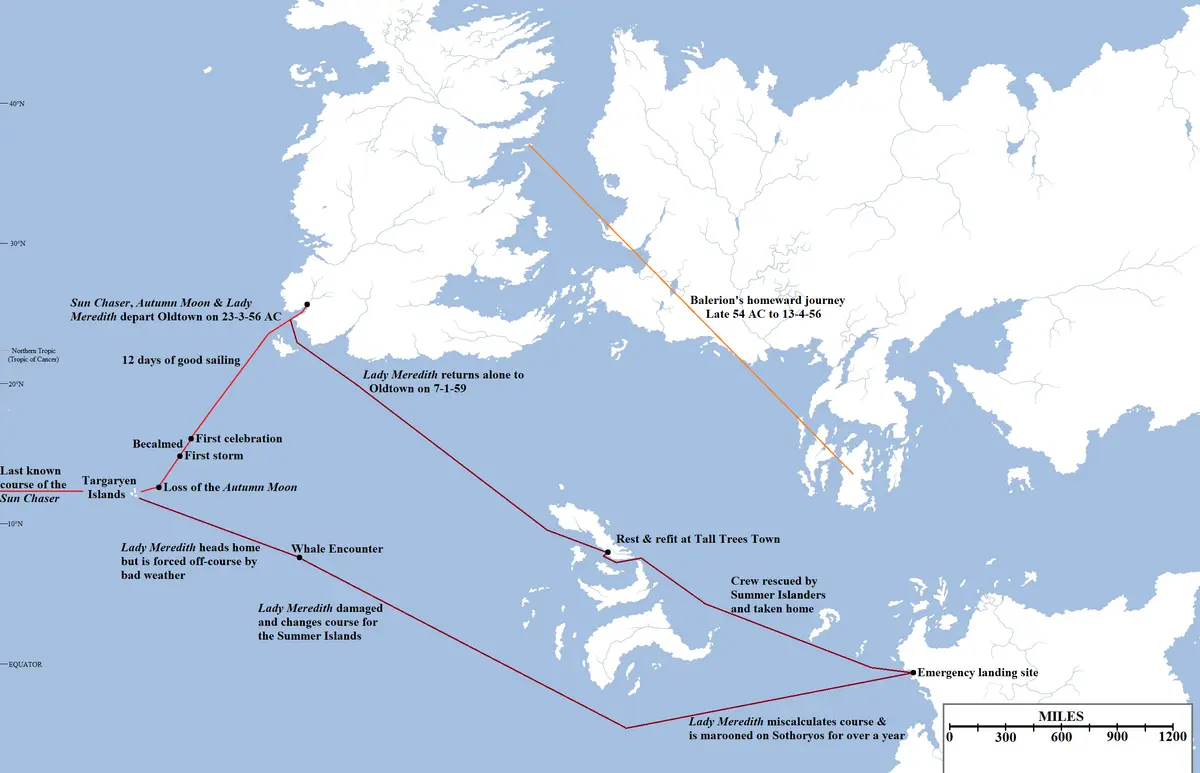 40°N
30°N
Sun Chaser, Autumn Moon & Lady
Meredith depart Oldtown on 23-3-56 AC
Balerion's homeward journey
Late 54 AC to 13-4-56
Northern Tropic
(Tropic of Cancer)
12 days of good sailing
20°N
Lady Meredith returns alone to
Oldtown on 7-1-59
First celebration
Becalmed
First storm
Last known
course of the
Sun Chaser
Targaryen
Islands
Loss of the Autumn Moon
10°N
Lady Meredith heads home
but is forced off-course by
bad weather
Whale Encounter
Rest & refit at Tall Trees Town
Crew rescued by
Summer Islanders
and taken home
Lady Meredith damaged
and changes course for
the Summer Islands
EQUATOR
Emergency landing site
Lady Meredith miscalculates course &
is marooned on Sothoryos for over a year
MILES
0 300 600 900 1200